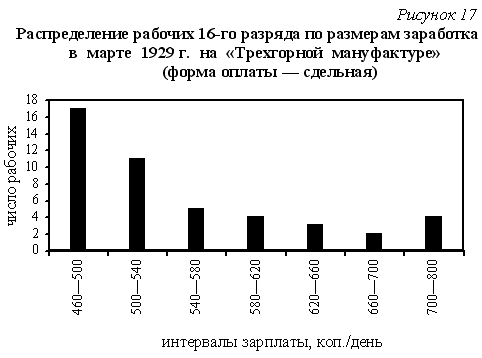 Рисунок 17
Распределение рабочих 16-го разряда по размерам заработка
в марте 1929 г. на «Трехгорной мануфактуре»
(форма оплаты — сдельная)
число рабочих
18
16
14
12
10
8
6
4
2
0
460—500
500—540
540—580
580—620
620—660
660—700
700—800
интервалы зарплаты, коп./день